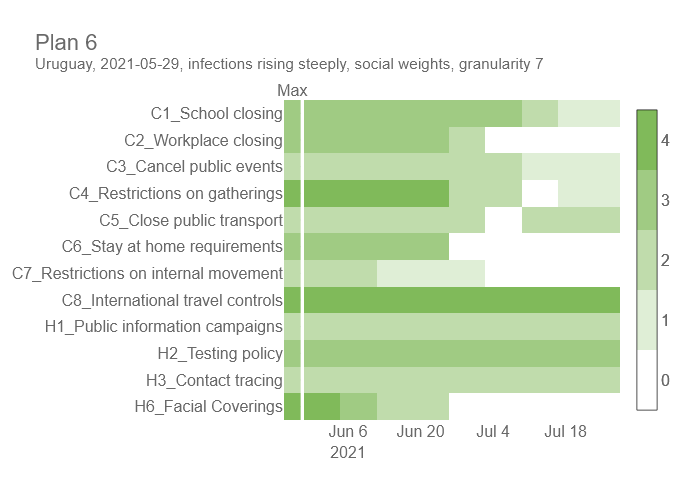 Plan 6
Uruguay, 2021-05-29, infections rising steeply, social weights, granularity 7
Max
C1_School closing
C2_Workplace closing
C3_Cancel public events
C4_Restrictions on gatherings
C5_Close public transport
C6_Stay at home requirements
C7_Restrictions on internal movement
C8_International travel controls
H1_Public information campaigns
H2_Testing policy
H3_Contact tracing
H6_Facial Coverings
Jun 6 Jun 20 Jul 4 Jul 18
2021
4
3
2
1
0